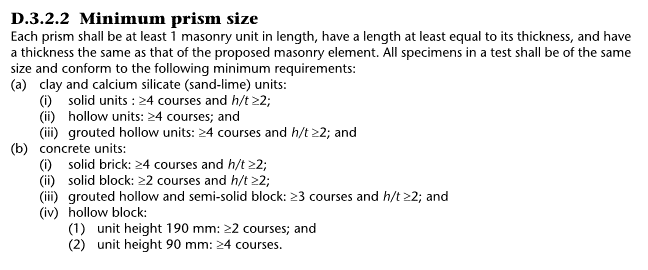 D.3.2.2 Minimum prism size
Each prism shall be at least 1 masonry unit in length, have a length at least equal to its thickness, and have
a thickness the same as that of the proposed masonry element. All specimens in a test shall be of the same
size and conform to the following minimum requirements:
(a) clay and calcium silicate (sand-lime) units:
(i) solid units : ≥4 courses and h/t ≥2;
(ii) hollow units: ≥4 courses; and
(iii) grouted hollow units: ≥4 courses and h/t ≥2; and
(b) concrete units:
(i) solid brick: ≥4 courses and h/t ≥2;
(ii) solid block: ≥2 courses and h/t ≥2;
(iii) grouted hollow and semi-solid block: ≥3 courses and h/t ≥2; and
(iv) hollow block:
(1) unit height 190 mm: ≥2 courses; and
(2) unit height 90 mm: ≥4 courses.